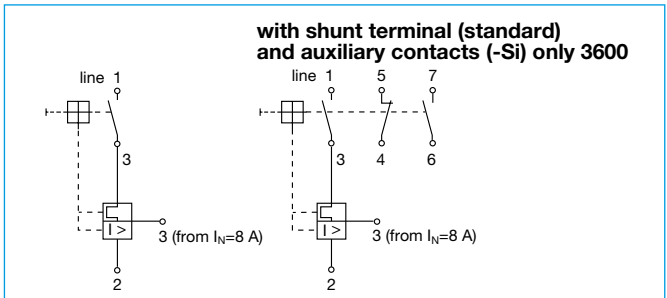 with shunt terminal (standard)
and auxiliary contacts (-Si) only 3600
line 1
3
I >
3 (from I_N=8 A)
2
line 1 5 7
3 4 6
I >
3 (from I_N=8 A)
2